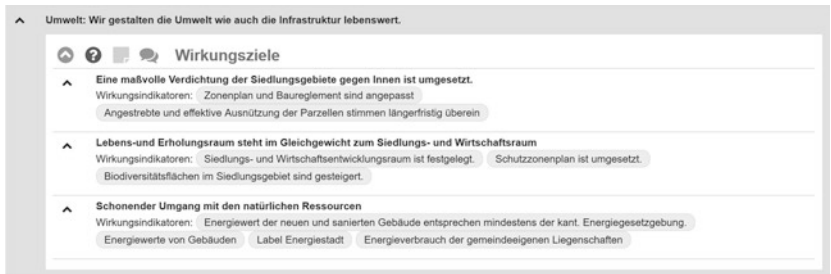 Umwelt: Wir gestalten die Umwelt wie auch die Infrastruktur lebenswert.
Wirkungsziele
Eine maßvolle Verdichtung der Siedlungsgebiete gegen Innen ist umgesetzt.
Wirkungsindikatoren: Zonenplan und Baureglement sind angepasst
Angestrebte und effektive Ausnützung der Parzellen stimmen längerfristig überein
Lebens-und Erholungsraum steht im Gleichgewicht zum Siedlungs- und Wirtschaftsraum
Wirkungsindikatoren: Siedlungs- und Wirtschaftsentwicklungsraum ist festgelegt. Schutzzonenplan ist umgesetzt.
Biodiversitätsflächen im Siedlungsgebiet sind gesteigert.
Schonender Umgang mit den natürlichen Ressourcen
Wirkungsindikatoren: Energiewert der neuen und sanierten Gebäude entsprechen mindestens der kant. Energiegesetzgebung.
Energiewerte von Gebäuden Label Energiestadt Energieverbrauch der gemeindeeigenen Liegenschaften